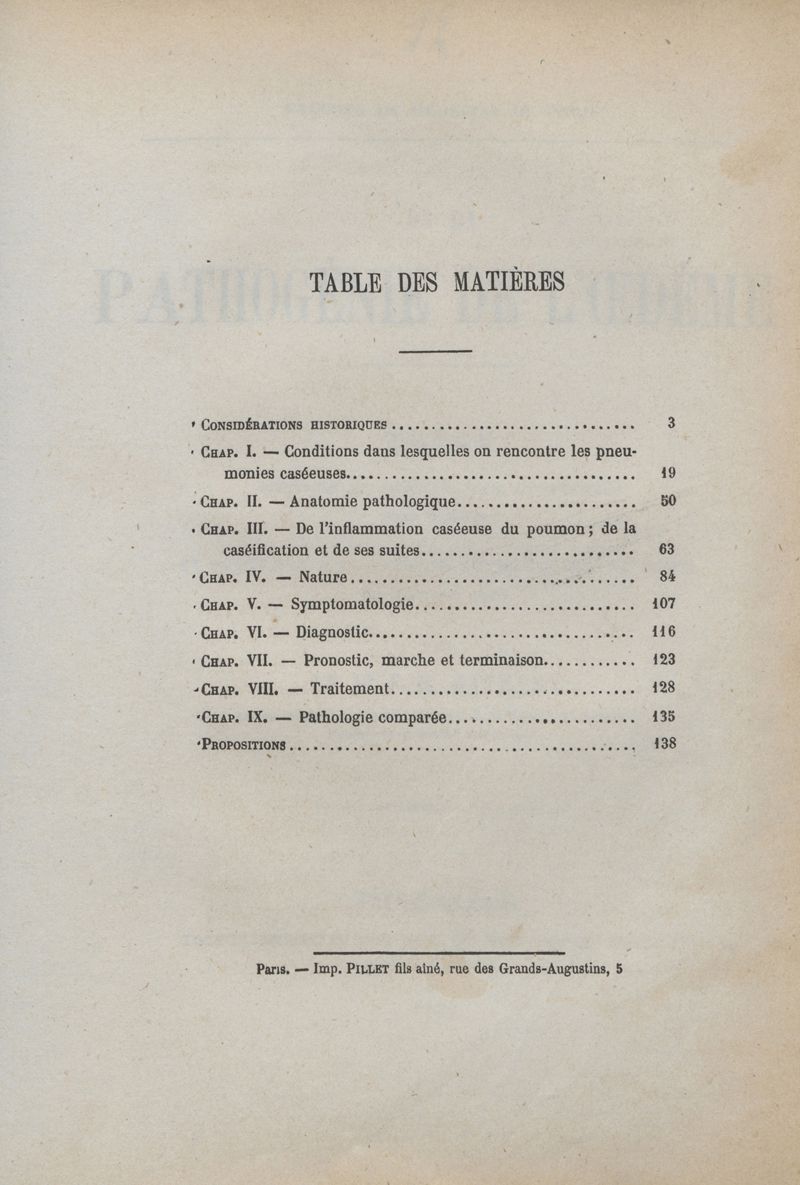 TABLE DES MATIÈRES
CONSIDÉRATIONS HISTORIQUES ............................... 3
CHAP. I. — Conditions dans lesquelles on rencontre les pneu-
monies caséeuses.................................... 19
CHAP. II. — Anatomie pathologique....................... 50
CHAP. III. — De l'inflammation caséeuse du poumon; de la
caséification et de ses suites........................... 63
CHAP. IV. — Nature.................................... 84
CHAP. V. — Symptomatologie............................ 107
CHAP. VI. — Diagnostic................................. 116
CHAP. VII. — Pronostic, marche et terminaison............ 123
CHAP. VIII. — Traitement............................... 128
CHAP. IX. — Pathologie comparée........................ 135
PROPOSITIONS ........................................... 138
Paris. — Imp. PILLET fils aîné, rue des Grands-Augustins, 5